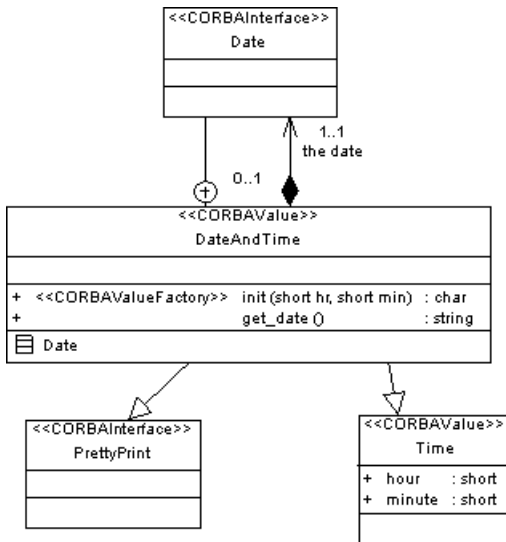 <<CORBAInterface>>
Date
1..1
the date
0..1
<<CORBAValue>>
DateAndTime
+ <<CORBAValueFactory>> init (short hr, short min) : char
+ get_date () : string
Date
<<CORBAInterface>>
PrettyPrint
<<CORBAValue>>
Time
+ hour : short
+ minute : short